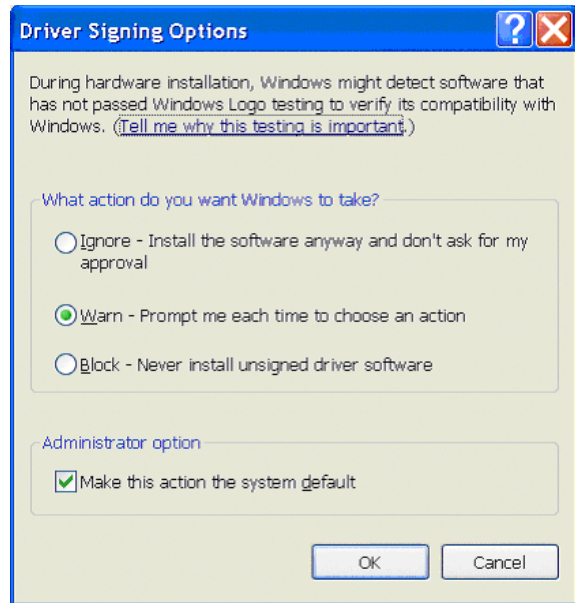 Driver Signing Options
During hardware installation, Windows might detect software that
has not passed Windows Logo testing to verify its compatibility with
Windows. (Tell me why this testing is important.)
What action do you want Windows to take?
Ignore - Install the software anyway and don't ask for my
approval
Warn - Prompt me each time to choose an action
Block - Never install unsigned driver software
Administrator option
Make this action the system default
OK Cancel